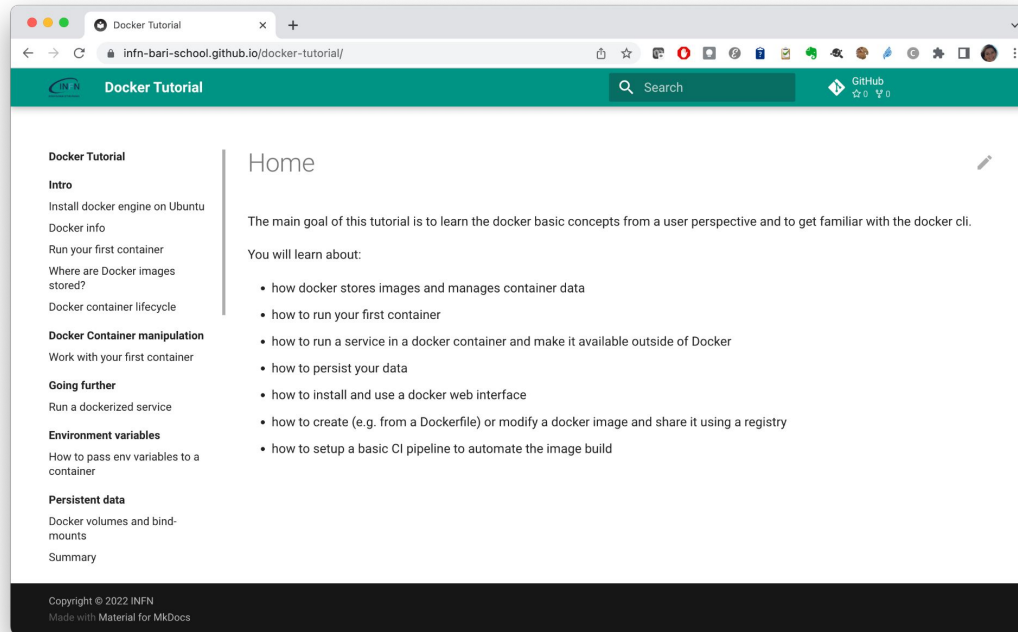 Docker Tutorial
infn-bari-school.github.io/docker-tutorial/
INFN
Docker Tutorial
Search
GitHub
0 0
Docker Tutorial
Intro
Install docker engine on Ubuntu
Docker info
Run your first container
Where are Docker images
stored?
Docker container lifecycle
Docker Container manipulation
Work with your first container
Going further
Run a dockerized service
Environment variables
How to pass env variables to a
container
Persistent data
Docker volumes and bind-
mounts
Summary
Home
The main goal of this tutorial is to learn the docker basic concepts from a user perspective and to get familiar with the docker cli.
You will learn about:
• how docker stores images and manages container data
• how to run your first container
• how to run a service in a docker container and make it available outside of Docker
• how to persist your data
• how to install and use a docker web interface
• how to create (e.g. from a Dockerfile) or modify a docker image and share it using a registry
• how to setup a basic CI pipeline to automate the image build
Copyright © 2022 INFN
Made with Material for MkDocs